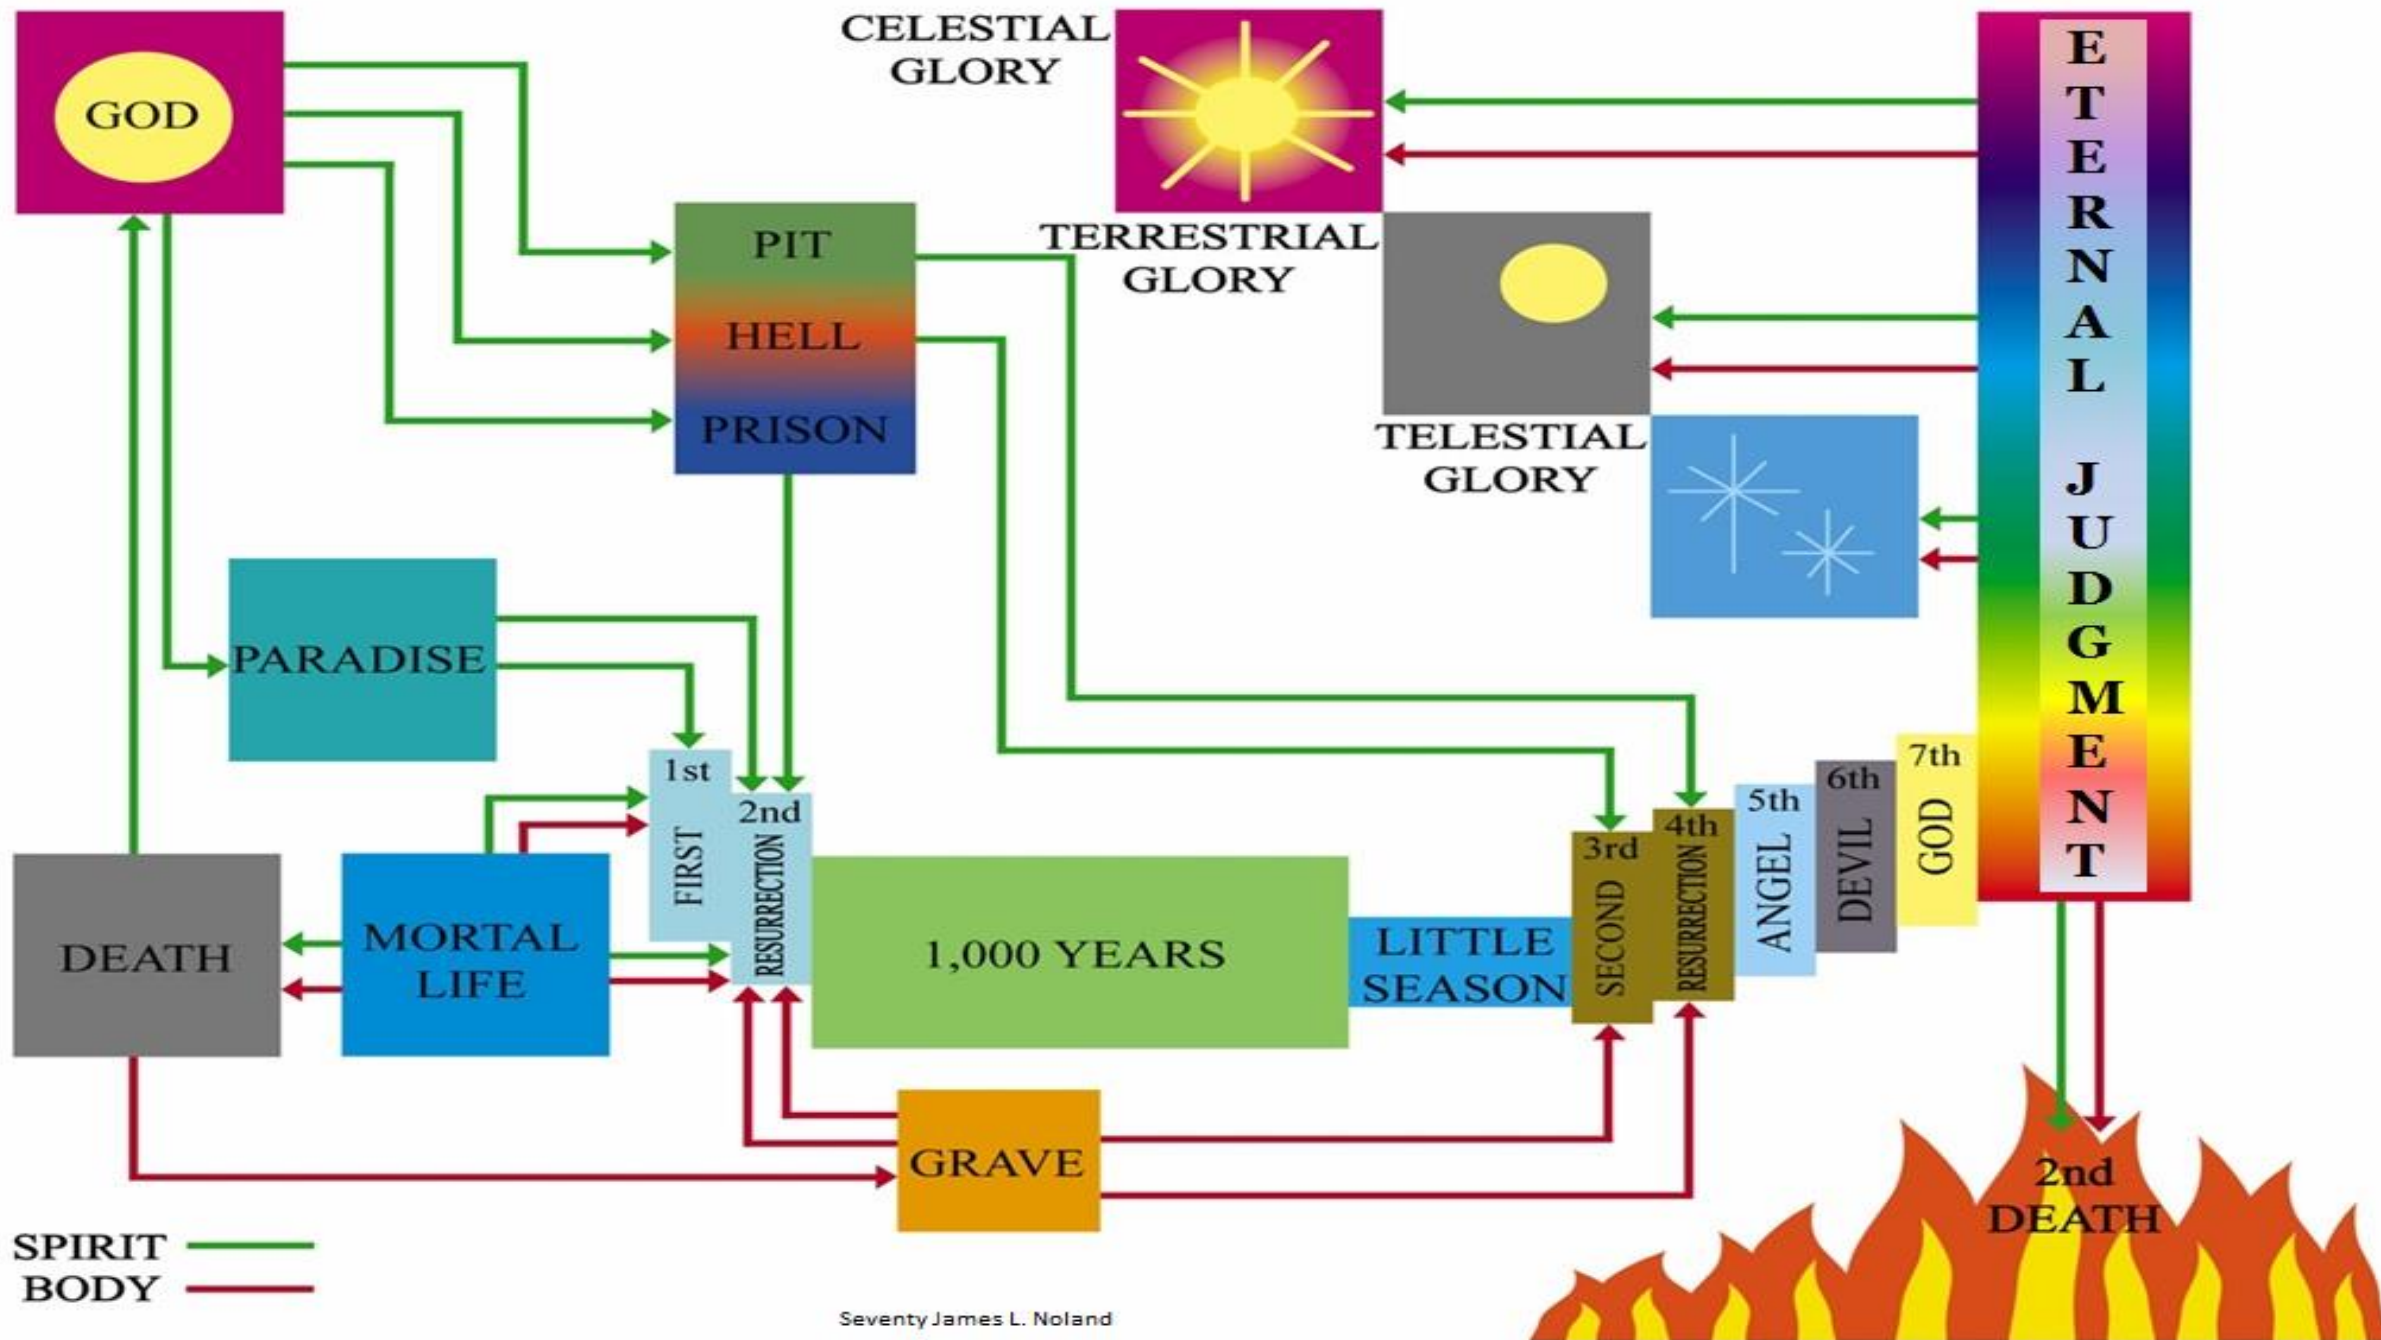 GOD
CELESTIAL
GLORY
TERRESTRIAL
GLORY
TELESTIAL
GLORY
ETERNAL JUDGMENT
PIT
HELL
PRISON
PARADISE
DEATH
MORTAL
LIFE
1st
FIRST
2nd
RESURRECTION
1,000 YEARS
LITTLE
SEASON
3rd
SECOND
4th
RESURRECTION
5th
ANGEL
6th
DEVIL
7th
GOD
GRAVE
2nd
DEATH
SPIRIT
BODY
Seventy James L. Noland